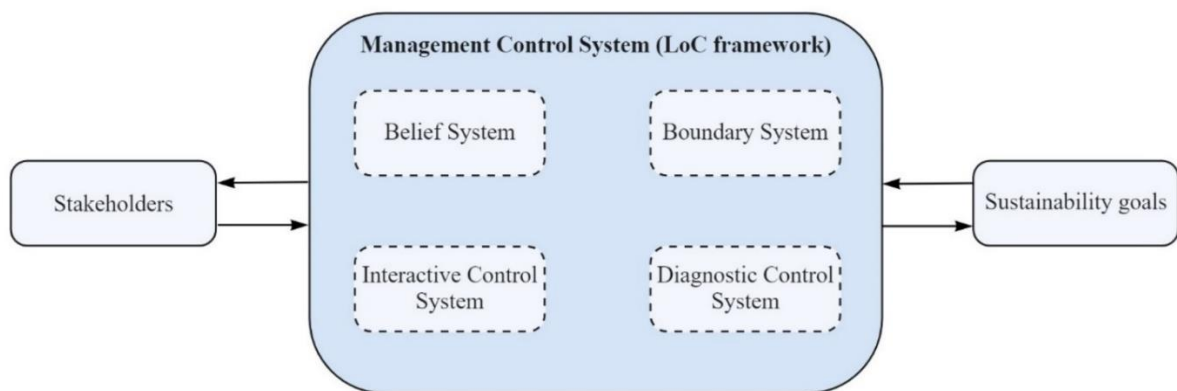 Management Control System (LoC framework)
Belief System
Boundary System
Stakeholders
Sustainability goals
Interactive Control
System
Diagnostic Control
System